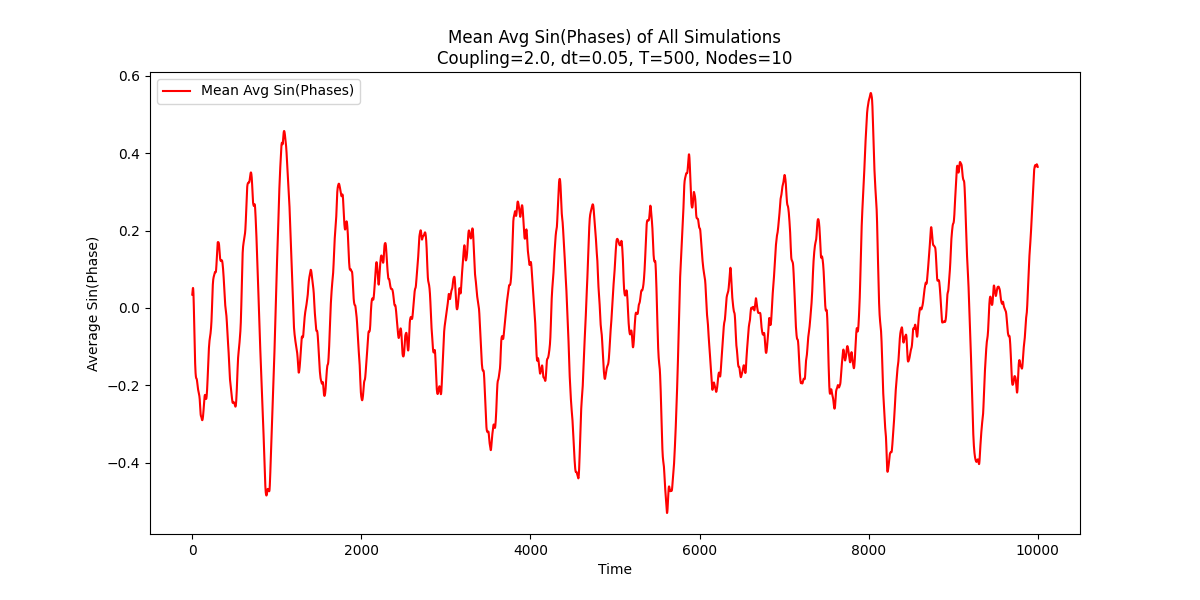 Mean Avg Sin(Phases) of All Simulations
Coupling=2.0, dt=0.05, T=500, Nodes=10
Mean Avg Sin(Phases)
Average Sin(Phase)
0.6
0.4
0.2
0.0
−0.2
−0.4
0 2000 4000 6000 8000 10000
Time